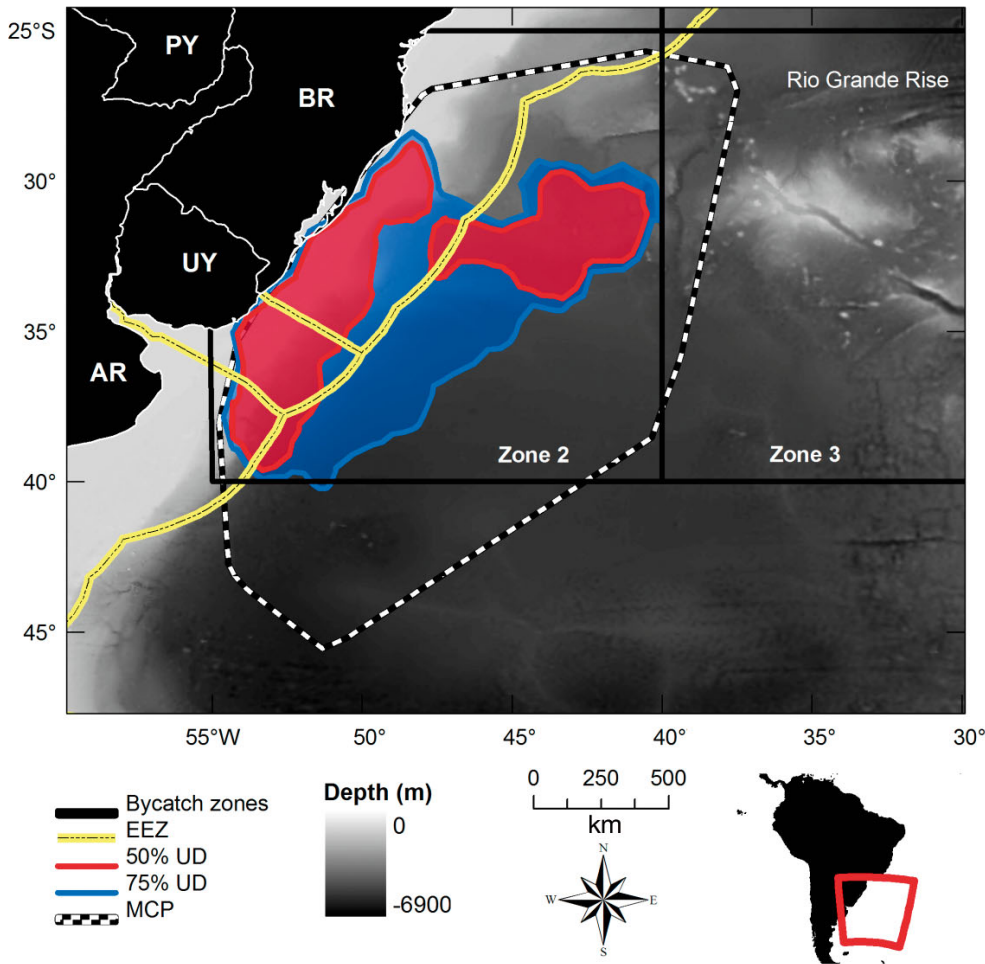 25°S
30°
35°
40°
45°
PY
BR
UY
AR
Rio Grande Rise
Zone 2
Zone 3
55°W
50°
45°
40°
35°
30°
Bycatch zones
EEZ
50% UD
75% UD
MCP
Depth (m)
0
-6900
0 250 500
km
N
W E
S